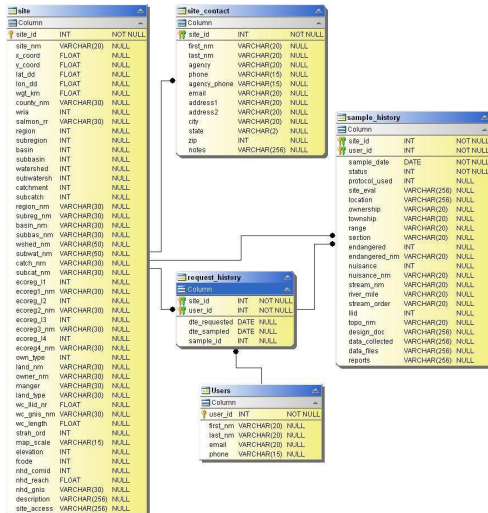 site
Column
site_id INT NOT NULL
site_nm VARCHAR(20) NULL
x_coord FLOAT NULL
y_coord FLOAT NULL
lat_dd FLOAT NULL
lon_dd FLOAT NULL
wgt_km FLOAT NULL
county_nm VARCHAR(30) NULL
wria INT NULL
salmon_rr VARCHAR(30) NULL
region INT NULL
subregion INT NULL
basin INT NULL
subbasin INT NULL
watershed INT NULL
subwatersh INT NULL
catchment INT NULL
subcatch INT NULL
region_nm VARCHAR(30) NULL
subreg_nm VARCHAR(30) NULL
basin_nm VARCHAR(30) NULL
subbas_nm VARCHAR(30) NULL
wshed_nm VARCHAR(50) NULL
subwat_nm VARCHAR(50) NULL
catch_nm VARCHAR(30) NULL
subcat_nm VARCHAR(30) NULL
ecoreg_l1 INT NULL
ecoreg1_nm VARCHAR(30) NULL
ecoreg_l2 INT NULL
ecoreg2_nm VARCHAR(30) NULL
ecoreg_l3 INT NULL
ecoreg3_nm VARCHAR(30) NULL
ecoreg_l4 INT NULL
ecoreg4_nm VARCHAR(30) NULL
own_type INT NULL
land_nm VARCHAR(30) NULL
owner_nm VARCHAR(30) NULL
manger VARCHAR(30) NULL
land_type VARCHAR(30) NULL
wc_llid_nr FLOAT NULL
wc_gnis_nm VARCHAR(30) NULL
wc_length FLOAT NULL
strah_ord INT NULL
map_scale VARCHAR(15) NULL
elevation INT NULL
fcode INT NULL
nhd_comid INT NULL
nhd_reach FLOAT NULL
nhd_gnis VARCHAR(30) NULL
description VARCHAR(256) NULL
site_access VARCHAR(256) NULL
site_contact
Column
site_id INT NOT NULL
first_nm VARCHAR(20) NULL
last_nm VARCHAR(20) NULL
agency VARCHAR(20) NULL
phone VARCHAR(15) NULL
agency_phone VARCHAR(15) NULL
email VARCHAR(20) NULL
address1 VARCHAR(20) NULL
address2 VARCHAR(20) NULL
city VARCHAR(20) NULL
state VARCHAR(2) NULL
zip INT NULL
notes VARCHAR(256) NULL
sample_history
Column
site_id INT NOT NULL
user_id INT NOT NULL
sample_date DATE NOT NULL
status INT NOT NULL
protocol_used INT NULL
site_eval VARCHAR(256) NULL
location VARCHAR(256) NULL
ownership VARCHAR(20) NULL
township VARCHAR(20) NULL
range VARCHAR(20) NULL
section VARCHAR(20) NULL
endangered INT NULL
endangered_nm VARCHAR(20) NULL
nuisance INT NULL
nuisance_nm VARCHAR(20) NULL
stream_nm VARCHAR(20) NULL
river_mile VARCHAR(20) NULL
stream_order VARCHAR(20) NULL
llid INT NULL
topo_nm VARCHAR(20) NULL
design_doc VARCHAR(256) NULL
data_collected VARCHAR(256) NULL
data_files VARCHAR(256) NULL
reports VARCHAR(256) NULL
request_history
Column
site_id INT NOT NULL
user_id INT NOT NULL
dte_requested DATE NULL
dte_sampled DATE NULL
sample_id INT NULL
Users
Column
user_id INT NOT NULL
first_nm VARCHAR(20) NULL
last_nm VARCHAR(20) NULL
email VARCHAR(20) NULL
phone VARCHAR(15) NULL